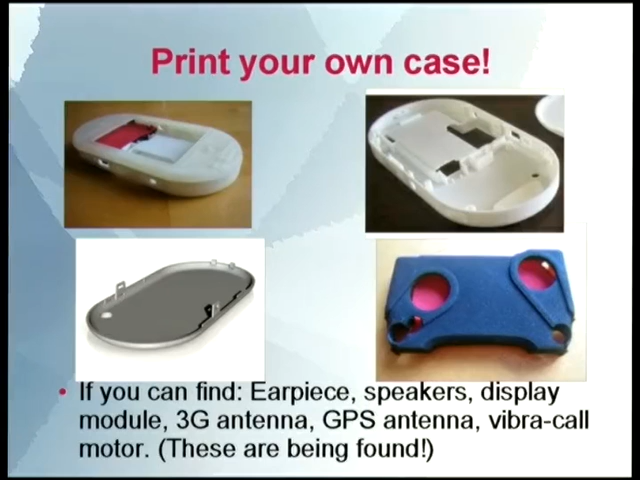 Print your own case!
• If you can find: Earpiece, speakers, display
module, 3G antenna, GPS antenna, vibra-call
motor. (These are being found!)